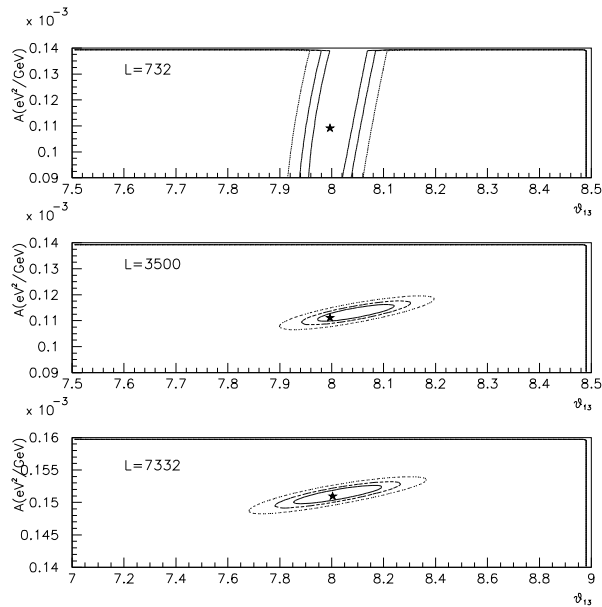 x 10⁻³
A(eV²/GeV)
0.14
0.13
0.12
0.11
0.1
0.09
L=732
7.5 7.6 7.7 7.8 7.9 8 8.1 8.2 8.3 8.4 8.5
ϑ₁₃
x 10⁻³
A(eV²/GeV)
0.14
0.13
0.12
0.11
0.1
0.09
L=3500
7.5 7.6 7.7 7.8 7.9 8 8.1 8.2 8.3 8.4 8.5
ϑ₁₃
x 10⁻³
A(eV²/GeV)
0.16
0.155
0.15
0.145
0.14
L=7332
7 7.2 7.4 7.6 7.8 8 8.2 8.4 8.6 8.8 9
ϑ₁₃